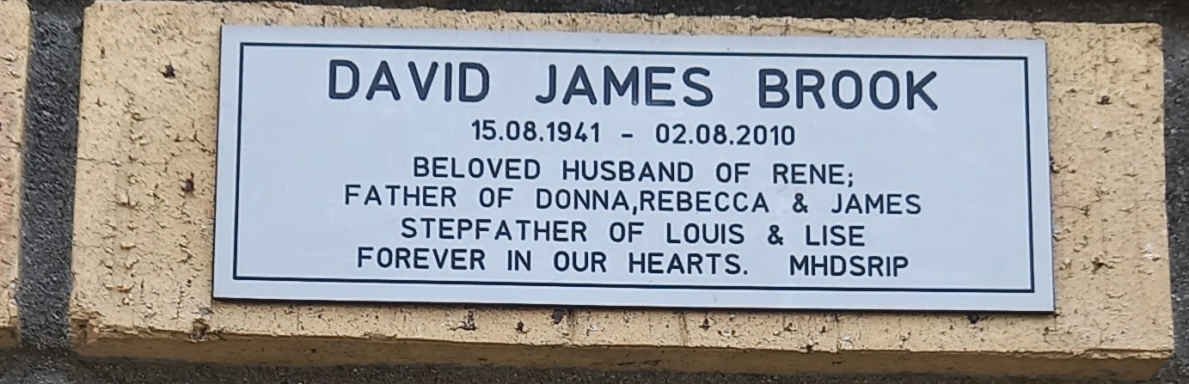 DAVID JAMES BROOK
15.08.1941 - 02.08.2010
BELOVED HUSBAND OF RENE;
FATHER OF DONNA,REBECCA & JAMES
STEPFATHER OF LOUIS & LISE
FOREVER IN OUR HEARTS. MHDSRIP